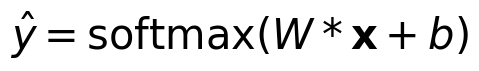 ŷ = softmax(W * x + b)